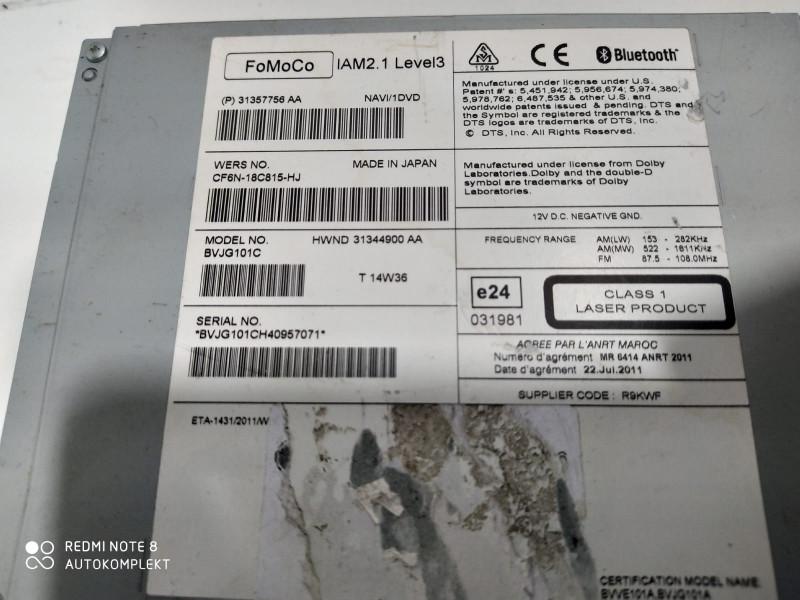 FoMoCo
IAM2.1 Level3
(P) 31357756 AA NAVI/1DVD
WERS NO. MADE IN JAPAN
CF6N-18C815-HJ
MODEL NO. HWND 31344900 AA
BVJG101C
T 14W36
SERIAL NO.
*BVJG101CH40957071*
ETA-1431/2011/W
1024
CE
Bluetooth
Manufactured under license under U.S.
Patent #'s: 5,451,942; 5,956,674; 5,974,380;
5,978,762; 6,487,535 & other U.S. and
worldwide patents issued & pending. DTS and
the Symbol are registered trademarks & the
DTS logos are trademarks of DTS, Inc.
© DTS, Inc. All Rights Reserved.
Manufactured under license from Dolby
Laboratories.Dolby and the double-D
symbol are trademarks of Dolby
Laboratories.
12V D.C. NEGATIVE GND.
FREQUENCY RANGE AM(LW) 153 - 282KHz
AM(MW) 522 - 1611KHz
FM 87.5 - 108.0MHz
e24
031981
CLASS 1
LASER PRODUCT
AGREE PAR L'ANRT MAROC
Numero d'agrément MR 6414 ANRT 2011
Date d'agrément 22.Jul.2011
SUPPLIER CODE: R9KWF
CERTIFICATION MODEL NAME:
BVVE101A,BVJG101A
REDMI NOTE 8
AUTOKOMPLEKT